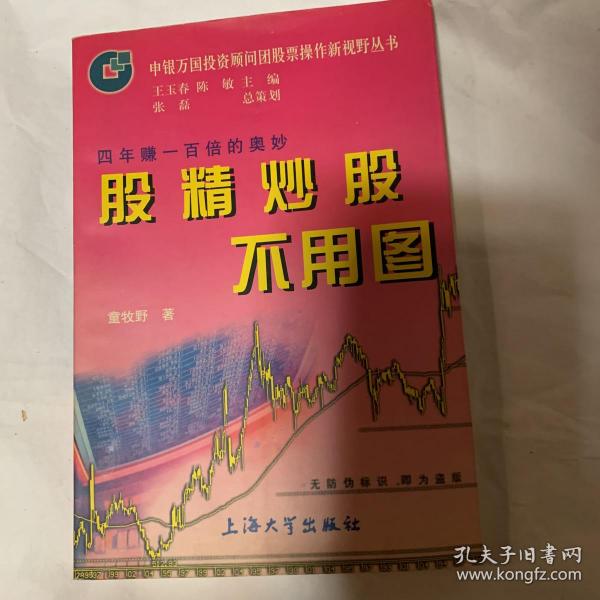 申银万国投资顾问团股票操作新视野丛书
王玉春 陈 敏 主 编
张 磊 总策划
四年赚一百倍的奥妙
股精炒股
不用图
童牧野 著
无防伪标识,即为盗版
上海大学出版社
孔夫子旧书网
www.kongfz.com